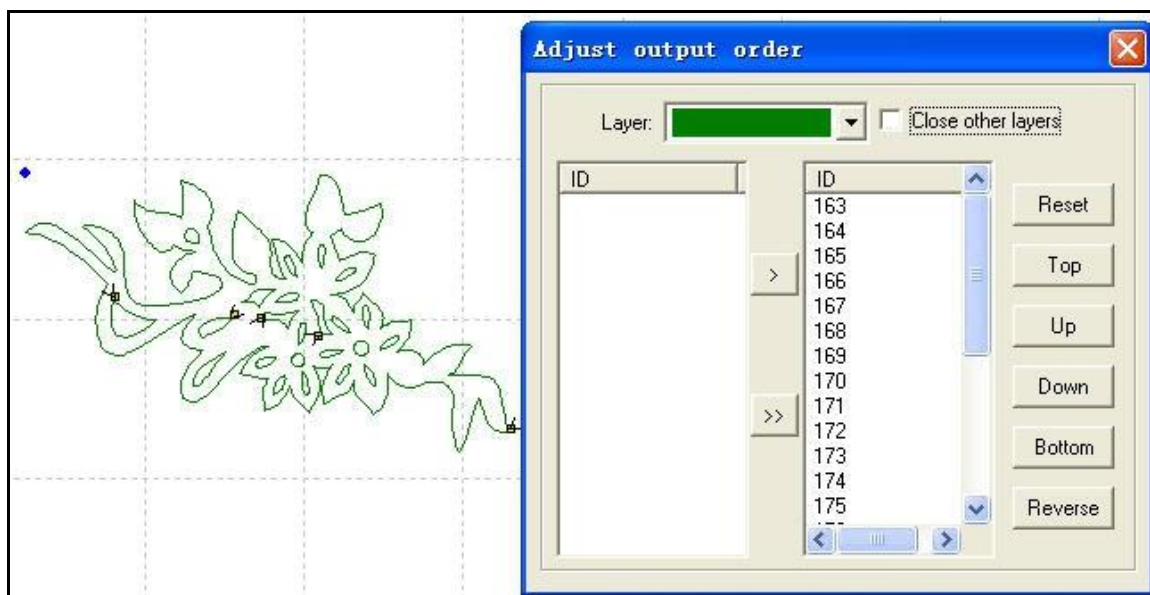 Adjust output order
Layer:
Close other layers
ID
ID
163
164
165
166
167
168
169
170
171
172
173
174
175
>
>>
Reset
Top
Up
Down
Bottom
Reverse